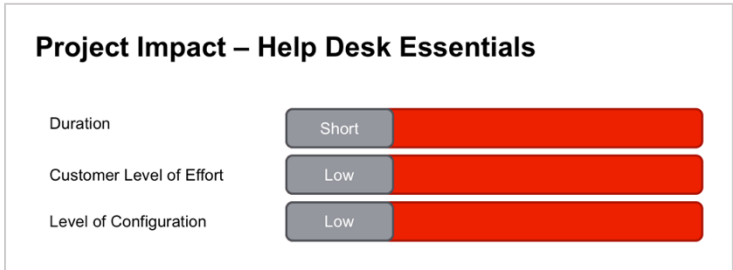 Project Impact – Help Desk Essentials
Duration Short
Customer Level of Effort Low
Level of Configuration Low